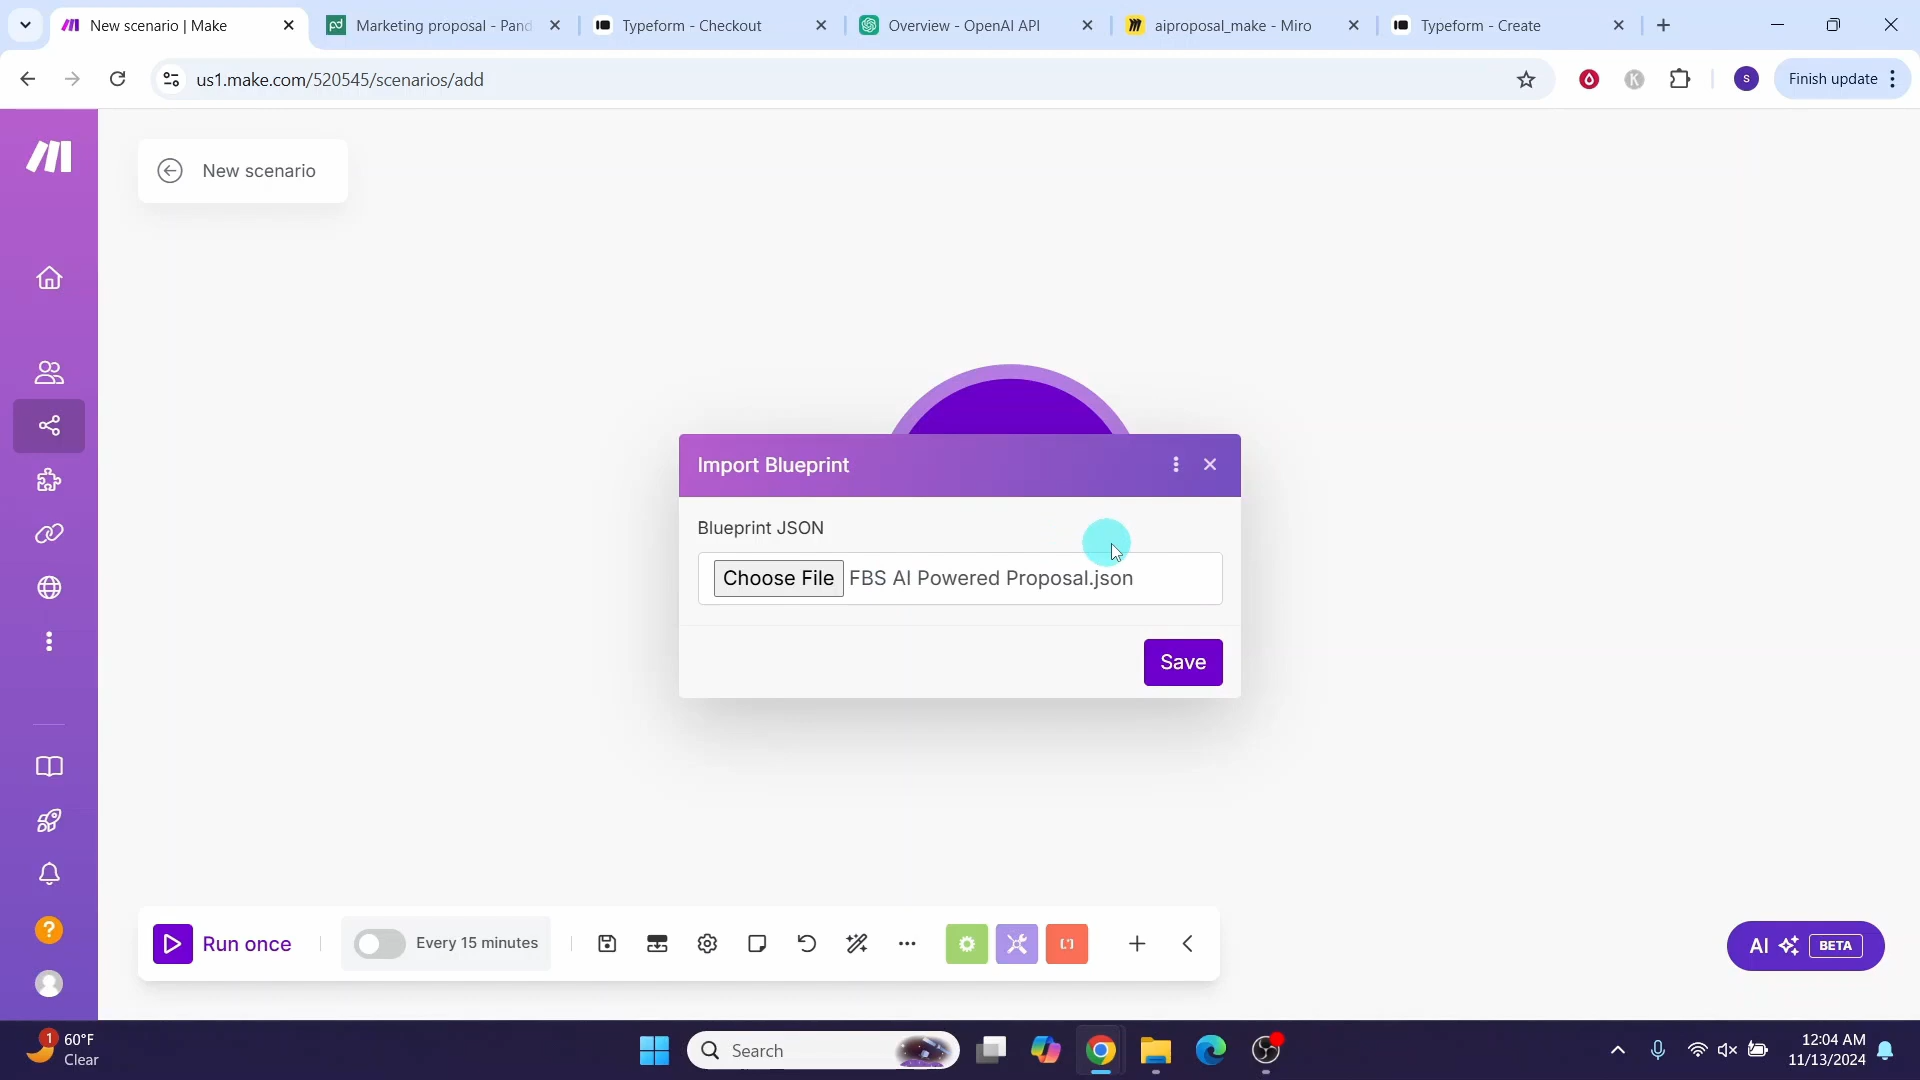 New scenario | Make
Marketing proposal - Pand
Typeform - Checkout
Overview - OpenAI API
aiproposal_make - Miro
Typeform - Create
us1.make.com/520545/scenarios/add
K
S
Finish update
New scenario
Import Blueprint
Blueprint JSON
Choose File FBS AI Powered Proposal.json
Save
?
Run once
Every 15 minutes
AI BETA
1
60°F
Clear
Search
12:04 AM
11/13/2024